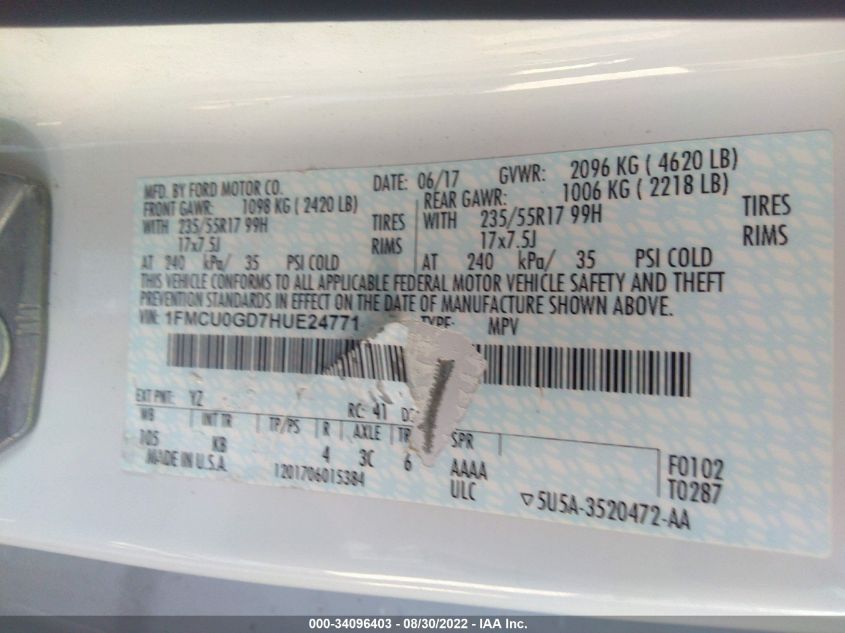 MFD. BY FORD MOTOR CO. DATE: 06/17 GVWR: 2096 KG ( 4620 LB)
FRONT GAWR: 1098 KG ( 2420 LB) REAR GAWR: 1006 KG ( 2218 LB)
WITH 235/55R17 99H TIRES WITH 235/55R17 99H TIRES
17x7.5J RIMS 17x7.5J RIMS
AT 240 kPa/ 35 PSI COLD AT 240 kPa/ 35 PSI COLD
THIS VEHICLE CONFORMS TO ALL APPLICABLE FEDERAL MOTOR VEHICLE SAFETY AND THEFT
PREVENTION STANDARDS IN EFFECT ON THE DATE OF MANUFACTURE SHOWN ABOVE.
VIN: 1FMCU0GD7HUE24771 TYPE: MPV
EXT PNT: YZ RC: 41
WB INT TR TP/PS R AXLE TR SPR
105 KB 4 3C 6 AAAA F0102
MADE IN U.S.A. 1201706015384 ULC T0287
▽5U5A-3520472-AA
000-34096403 - 08/30/2022 - IAA Inc.